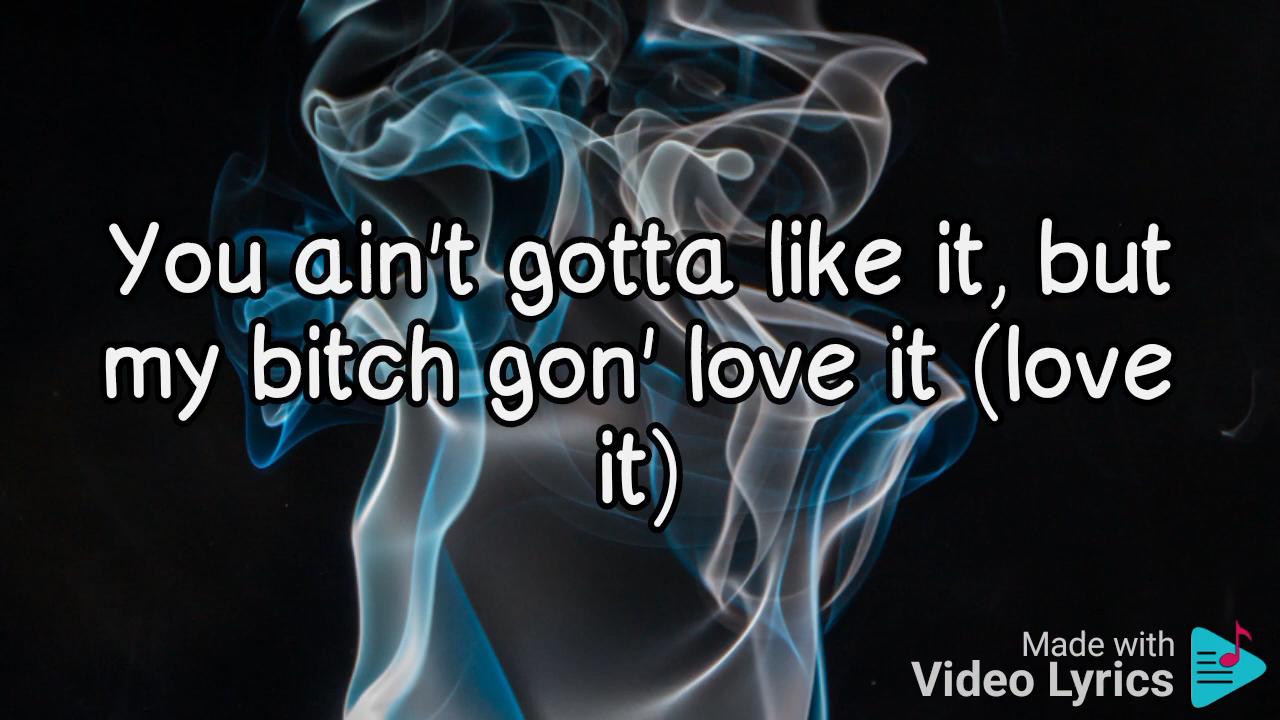 You ain't gotta like it, but
my bitch gon' love it (love
it)
Made with
Video Lyrics